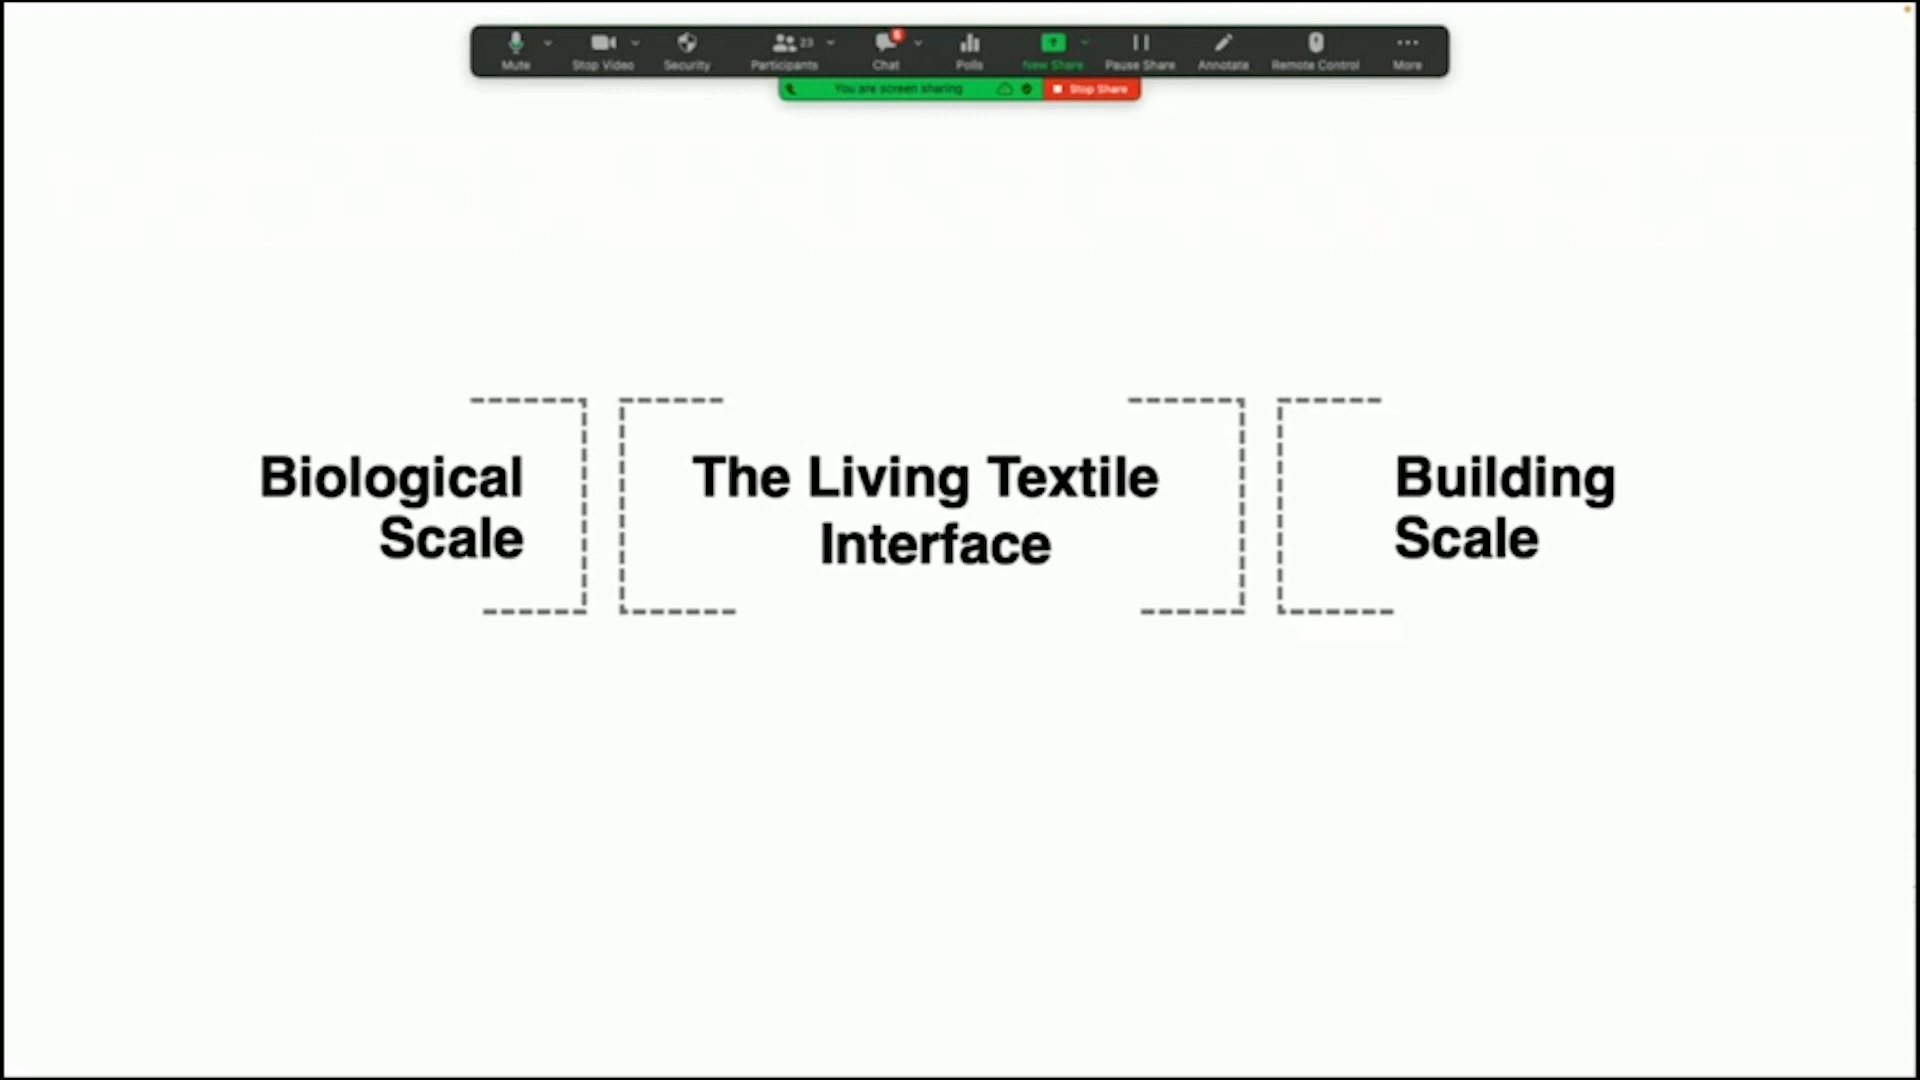 Mute
Stop Video
Security
23
Participants
Chat
Polls
New Share
Pause Share
Annotate
Remote Control
More
You are screen sharing
Stop Share
Biological
Scale
The Living Textile
Interface
Building
Scale